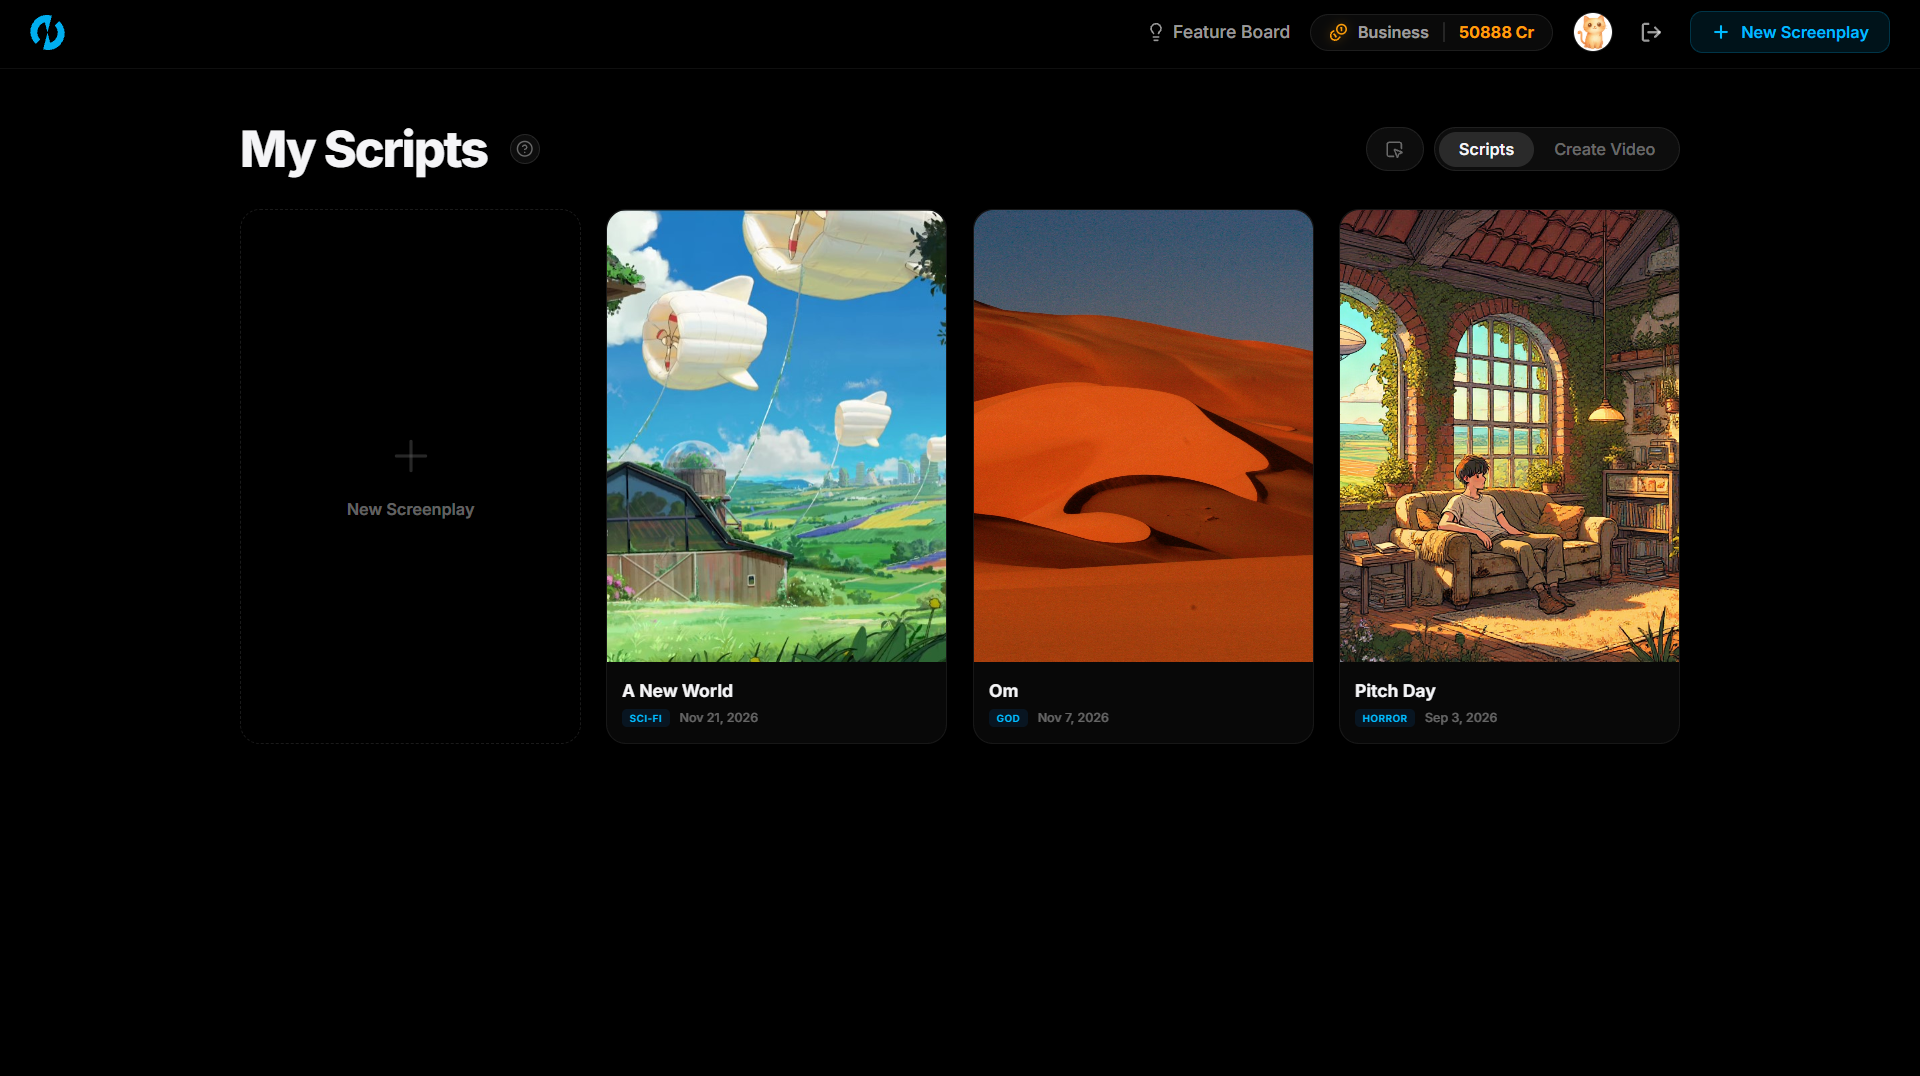 Feature Board
Business
50888 Cr
New Screenplay
My Scripts
Scripts
Create Video
New Screenplay
A New World
SCI-FI
Nov 21, 2026
Om
GOD
Nov 7, 2026
Pitch Day
HORROR
Sep 3, 2026